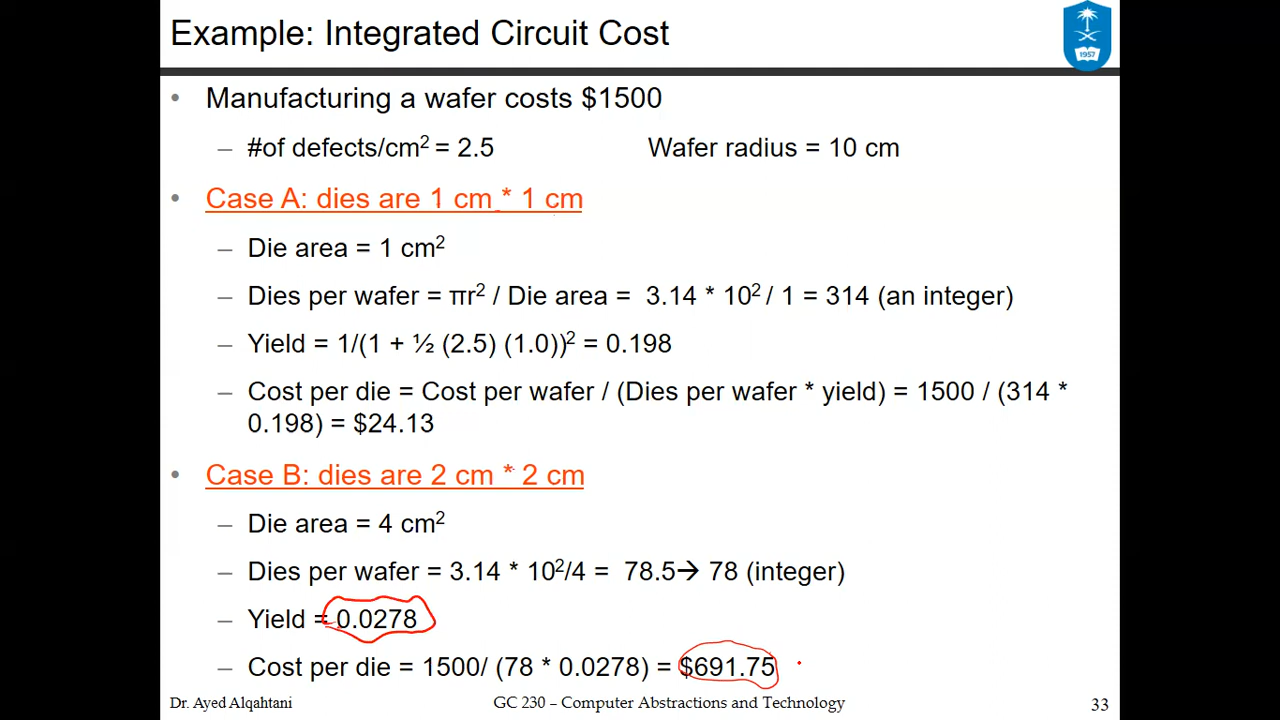 Example: Integrated Circuit Cost
1957
• Manufacturing a wafer costs $1500
– #of defects/cm² = 2.5 Wafer radius = 10 cm
• Case A: dies are 1 cm * 1 cm
– Die area = 1 cm²
– Dies per wafer = πr² / Die area = 3.14 * 10² / 1 = 314 (an integer)
– Yield = 1/(1 + ½ (2.5) (1.0))² = 0.198
– Cost per die = Cost per wafer / (Dies per wafer * yield) = 1500 / (314 *
0.198) = $24.13
• Case B: dies are 2 cm * 2 cm
– Die area = 4 cm²
– Dies per wafer = 3.14 * 10²/4 = 78.5→ 78 (integer)
– Yield = 0.0278
– Cost per die = 1500/ (78 * 0.0278) = $691.75
Dr. Ayed Alqahtani GC 230 – Computer Abstractions and Technology 33